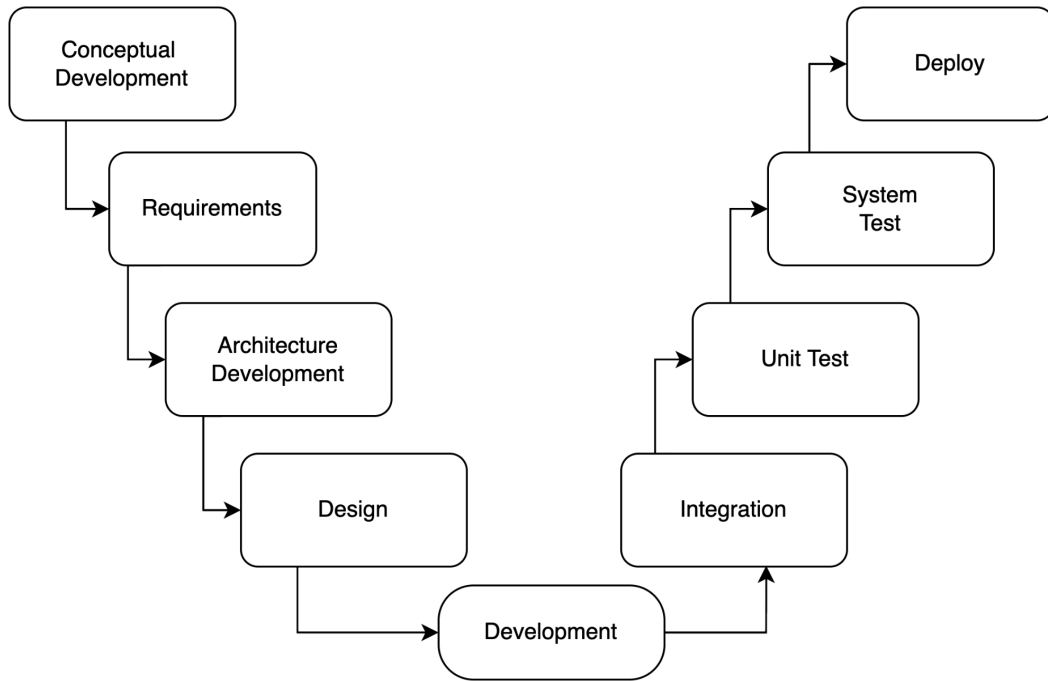 Conceptual
Development
Requirements
Architecture
Development
Design
Development
Integration
Unit Test
System
Test
Deploy